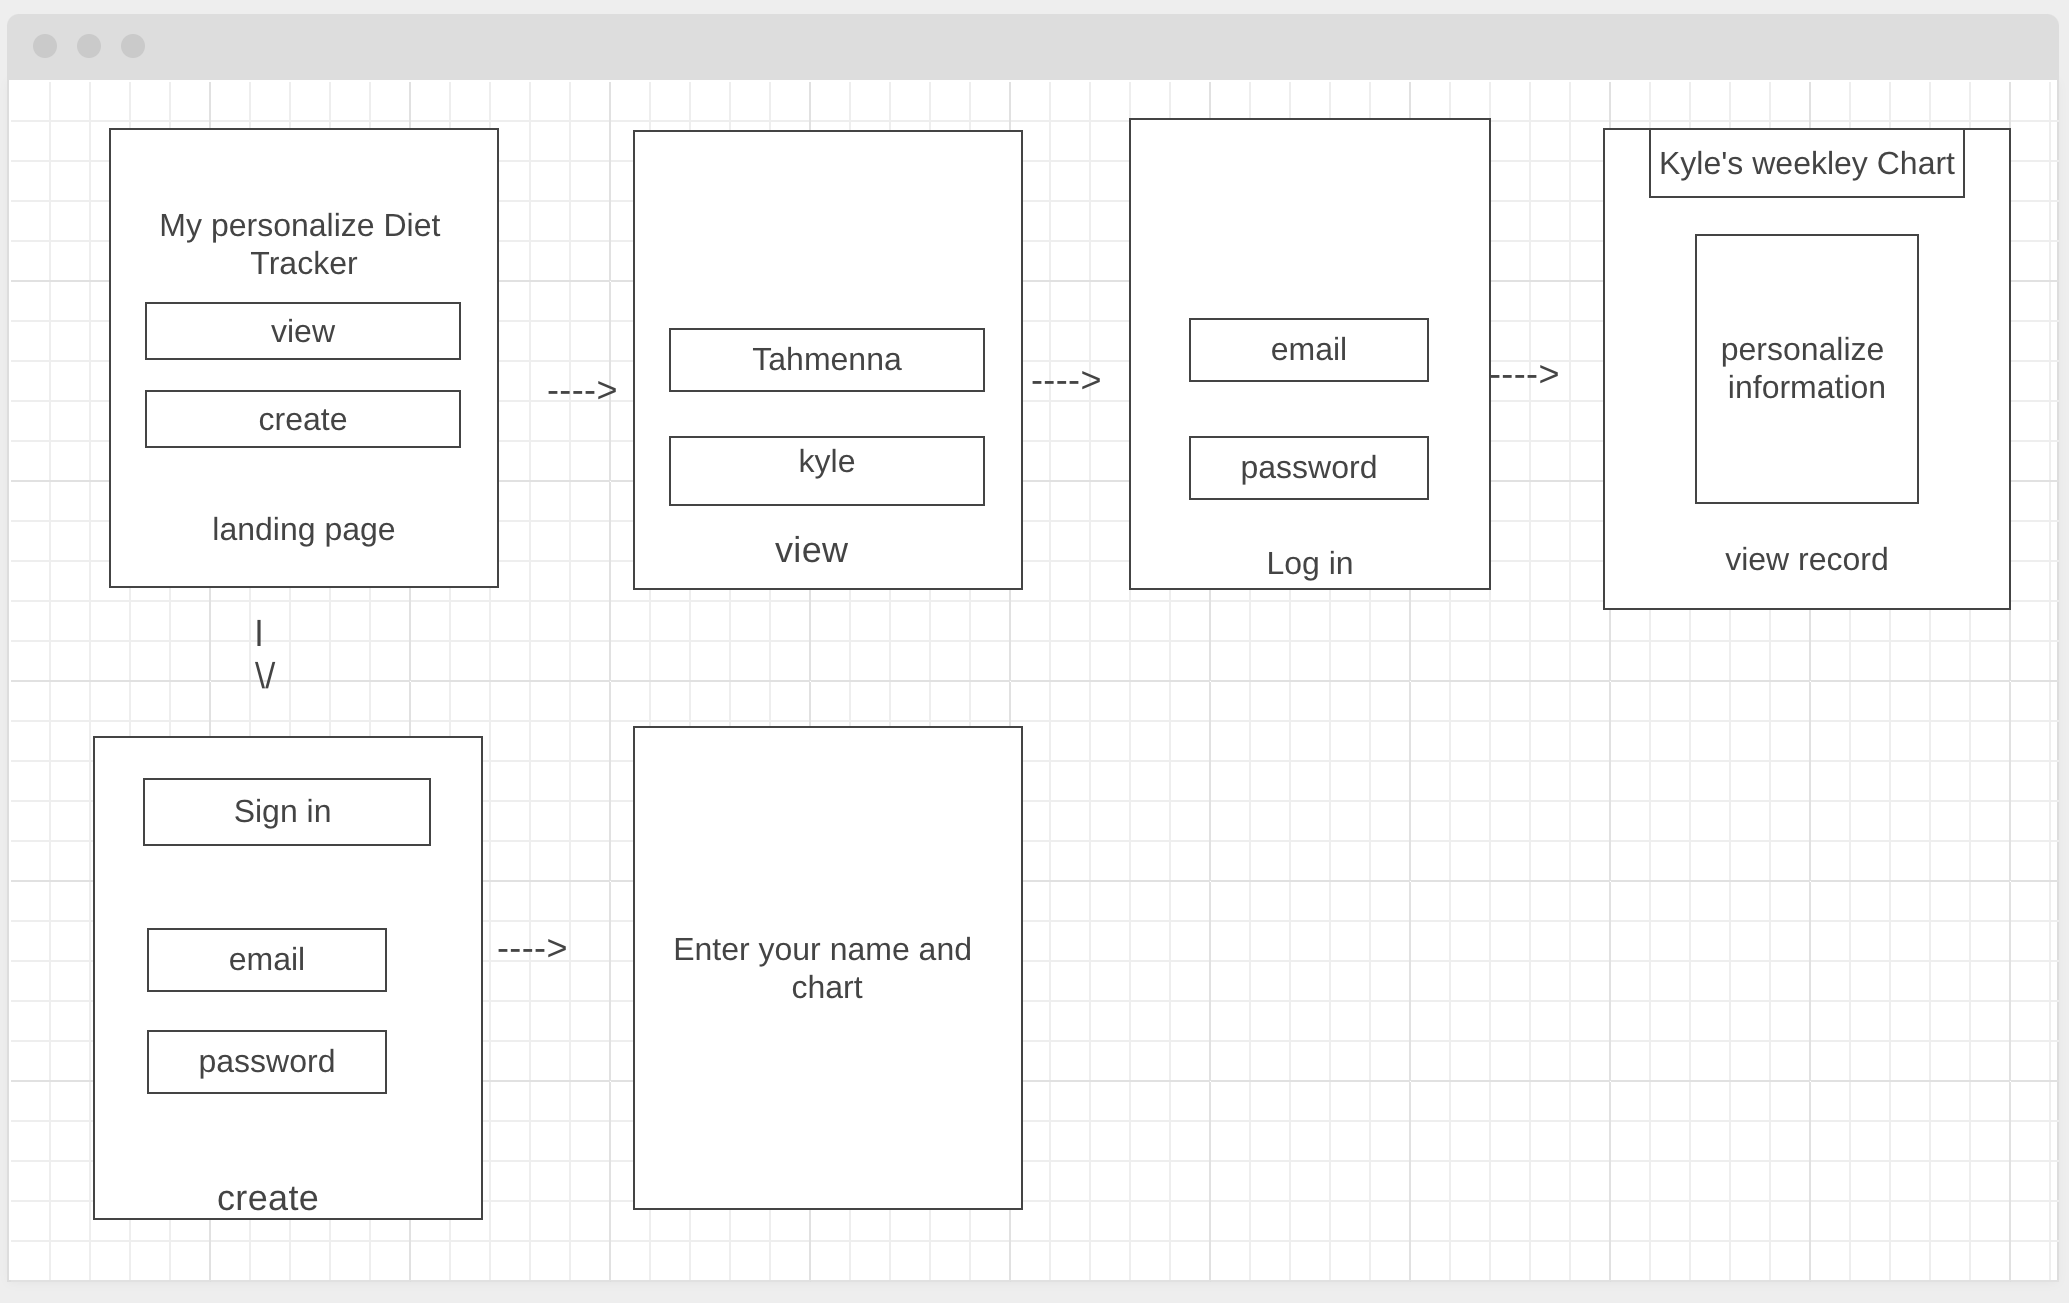 My personalize Diet
Tracker
view
create
landing page
---->
Tahmenna
kyle
view
---->
email
password
Log in
---->
Kyle's weekley Chart
personalize
information
view record
|
\/
Sign in
email
password
create
---->
Enter your name and
chart